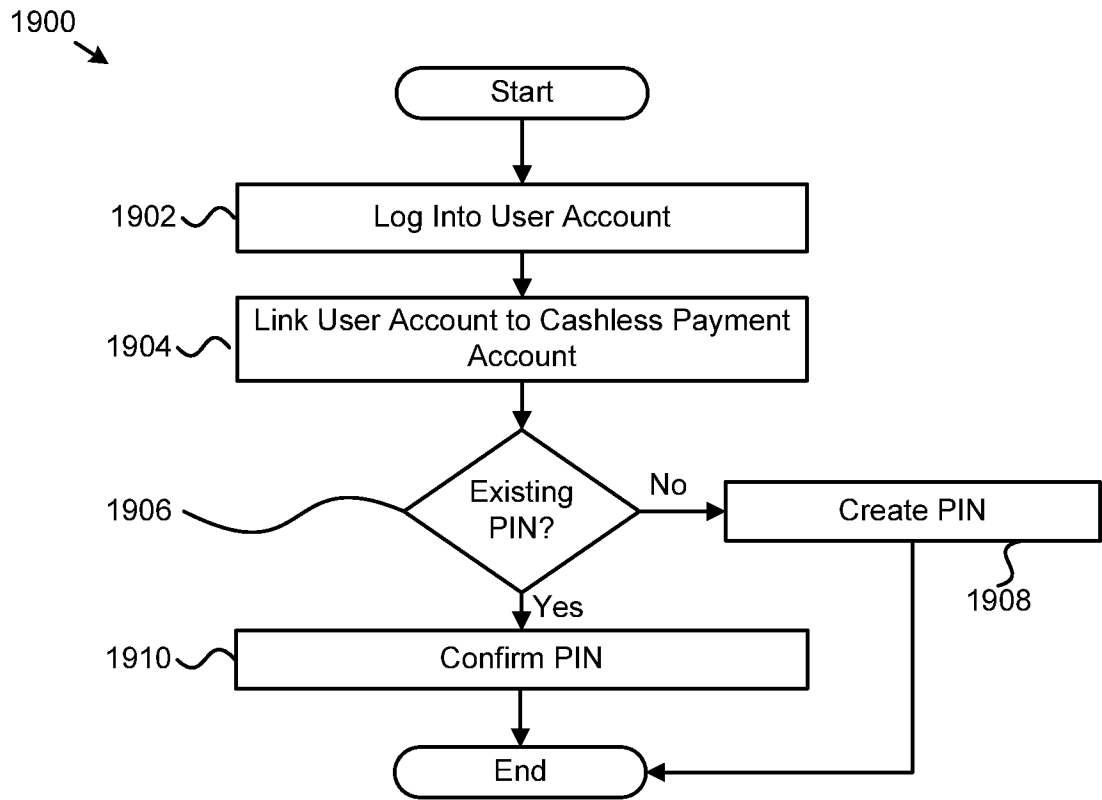 1900
Start
1902
Log Into User Account
1904
Link User Account to Cashless Payment
Account
1906
Existing
PIN?
No
Create PIN
1908
Yes
1910
Confirm PIN
End